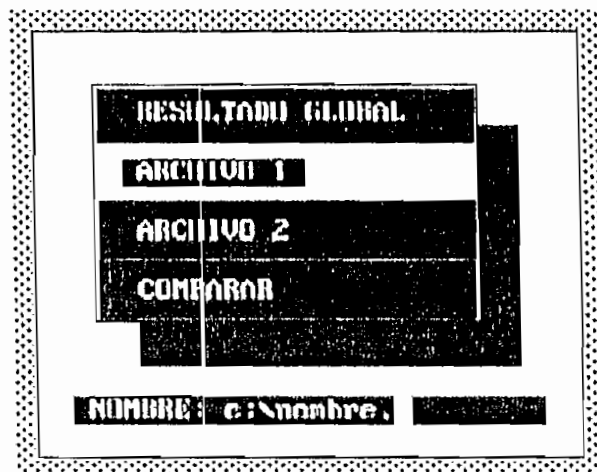 RESULTADO GLOBAL
ARCHIVO 1
ARCHIVO 2
COMPARAR
NOMBRE: c:\nombre.